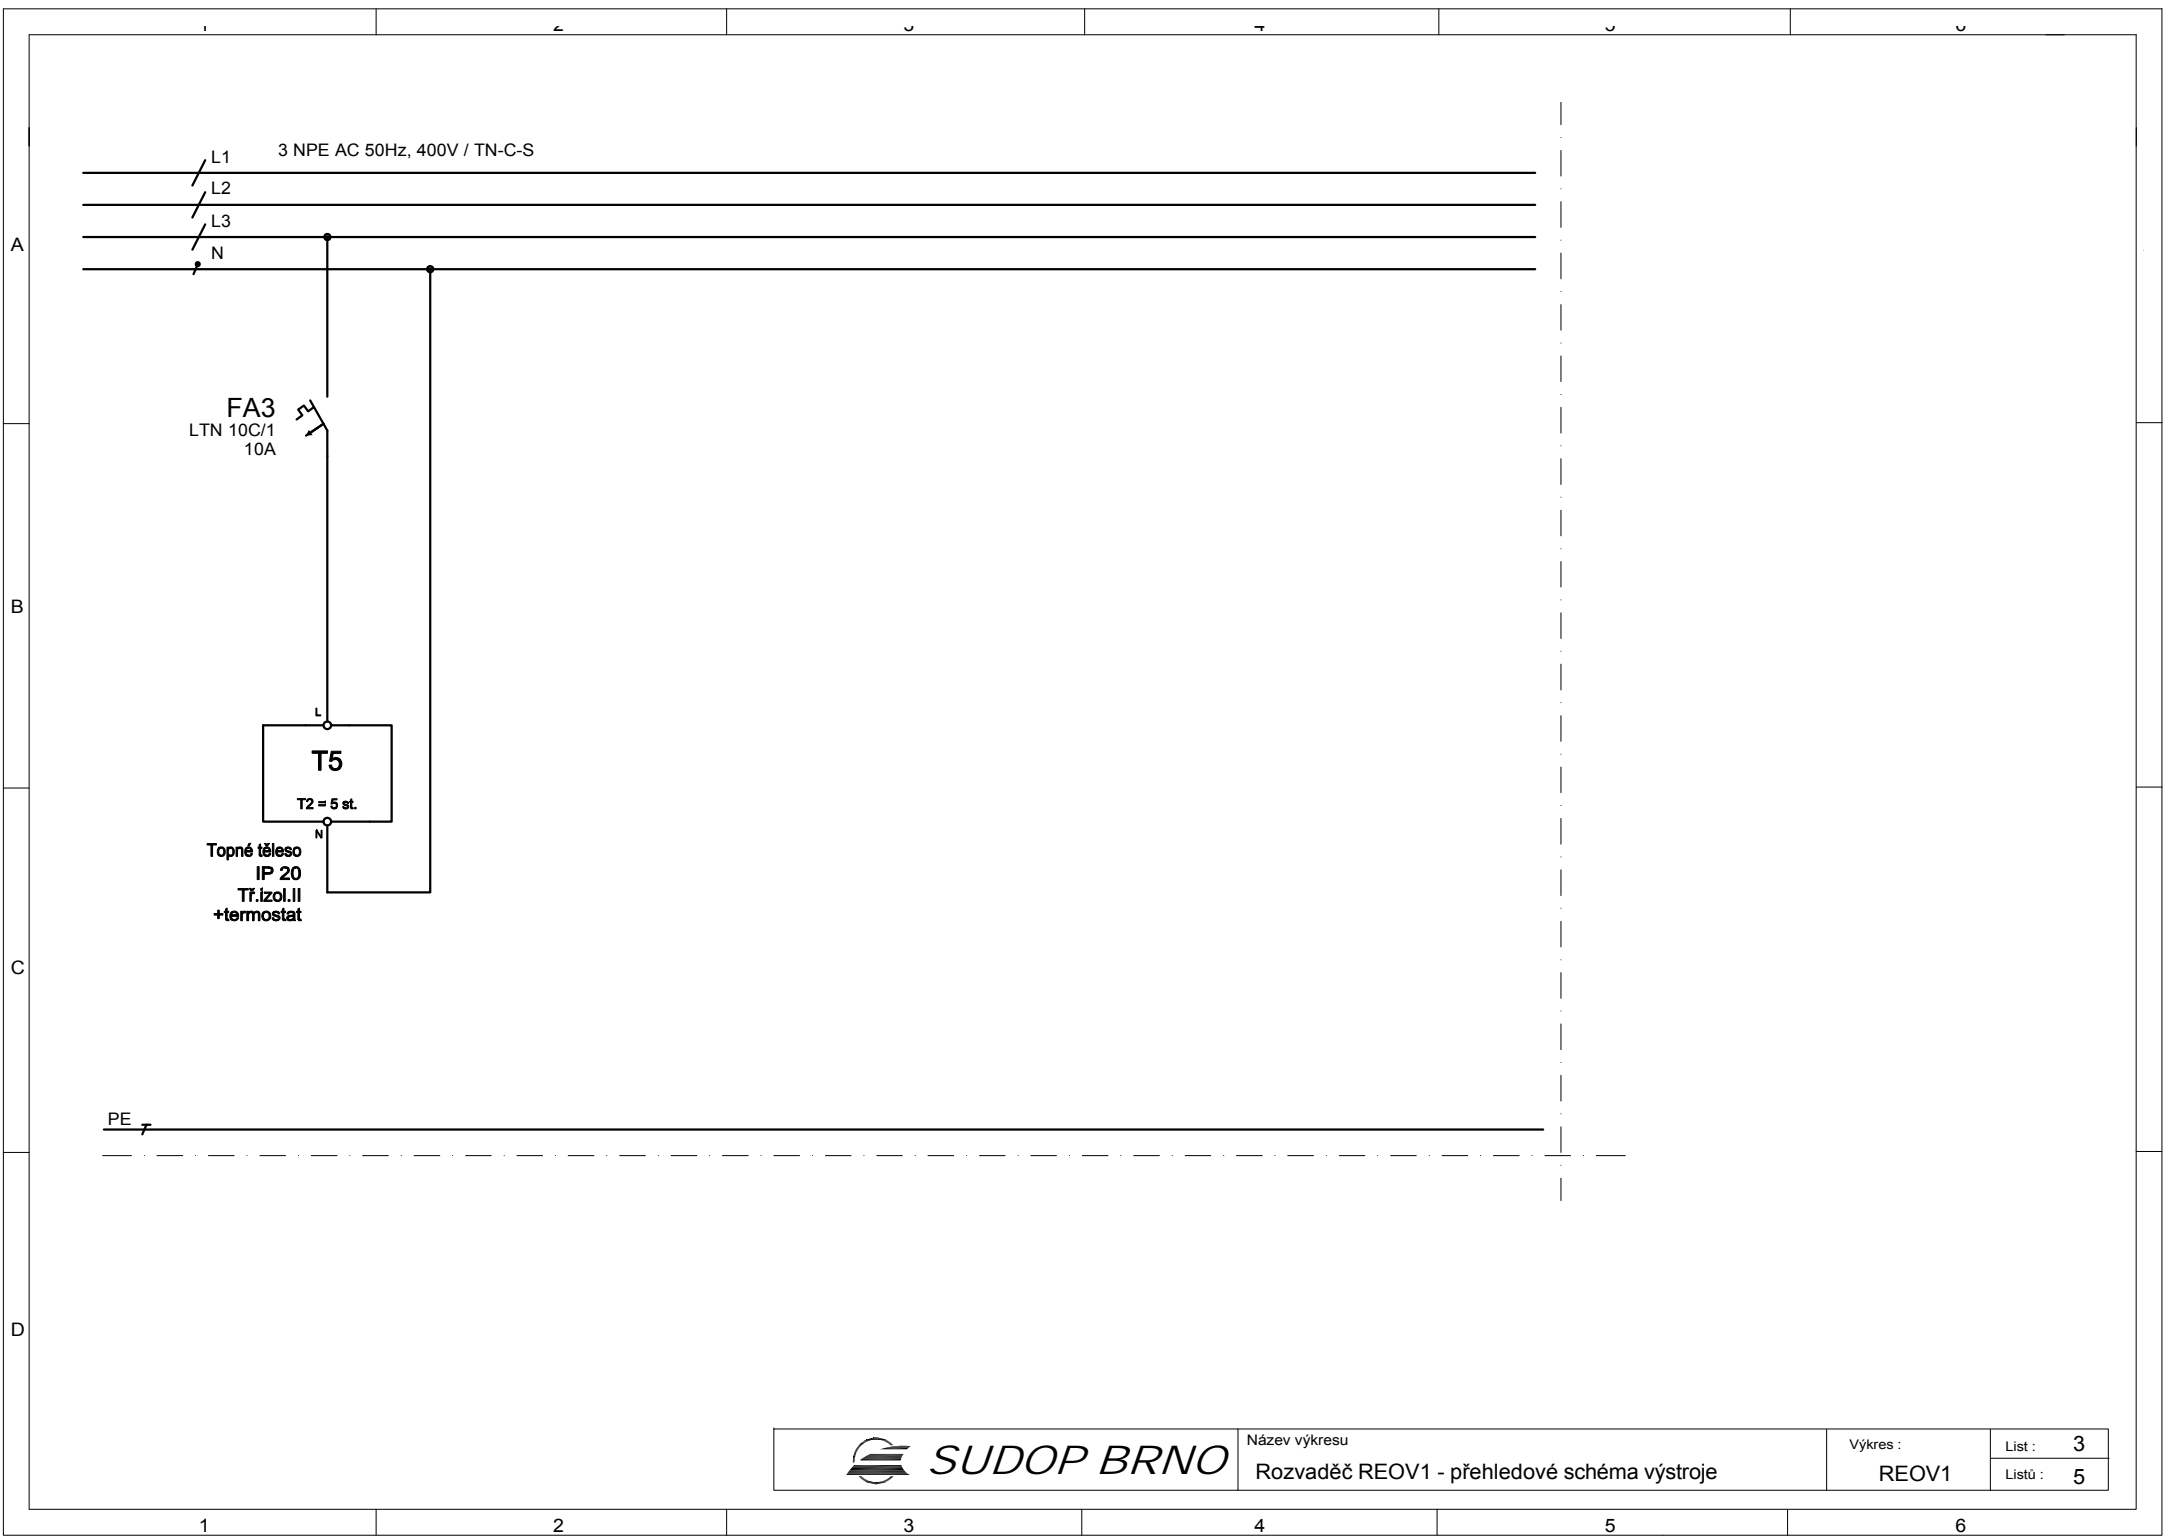 L1
3 NPE AC 50Hz, 400V / TN-C-S
L2
L3
N
A
FA3
LTN 10C/1
10A
B
L
T5
T2 = 5 st.
N
Topné těleso
IP 20
Tř.izol.II
+termostat
C
PE
D
SUDOP BRNO
Název výkresu
Rozvaděč REOV1 - přehledové schéma výstroje
Výkres :
REOV1
List :
3
Listů :
5
1
2
3
4
5
6